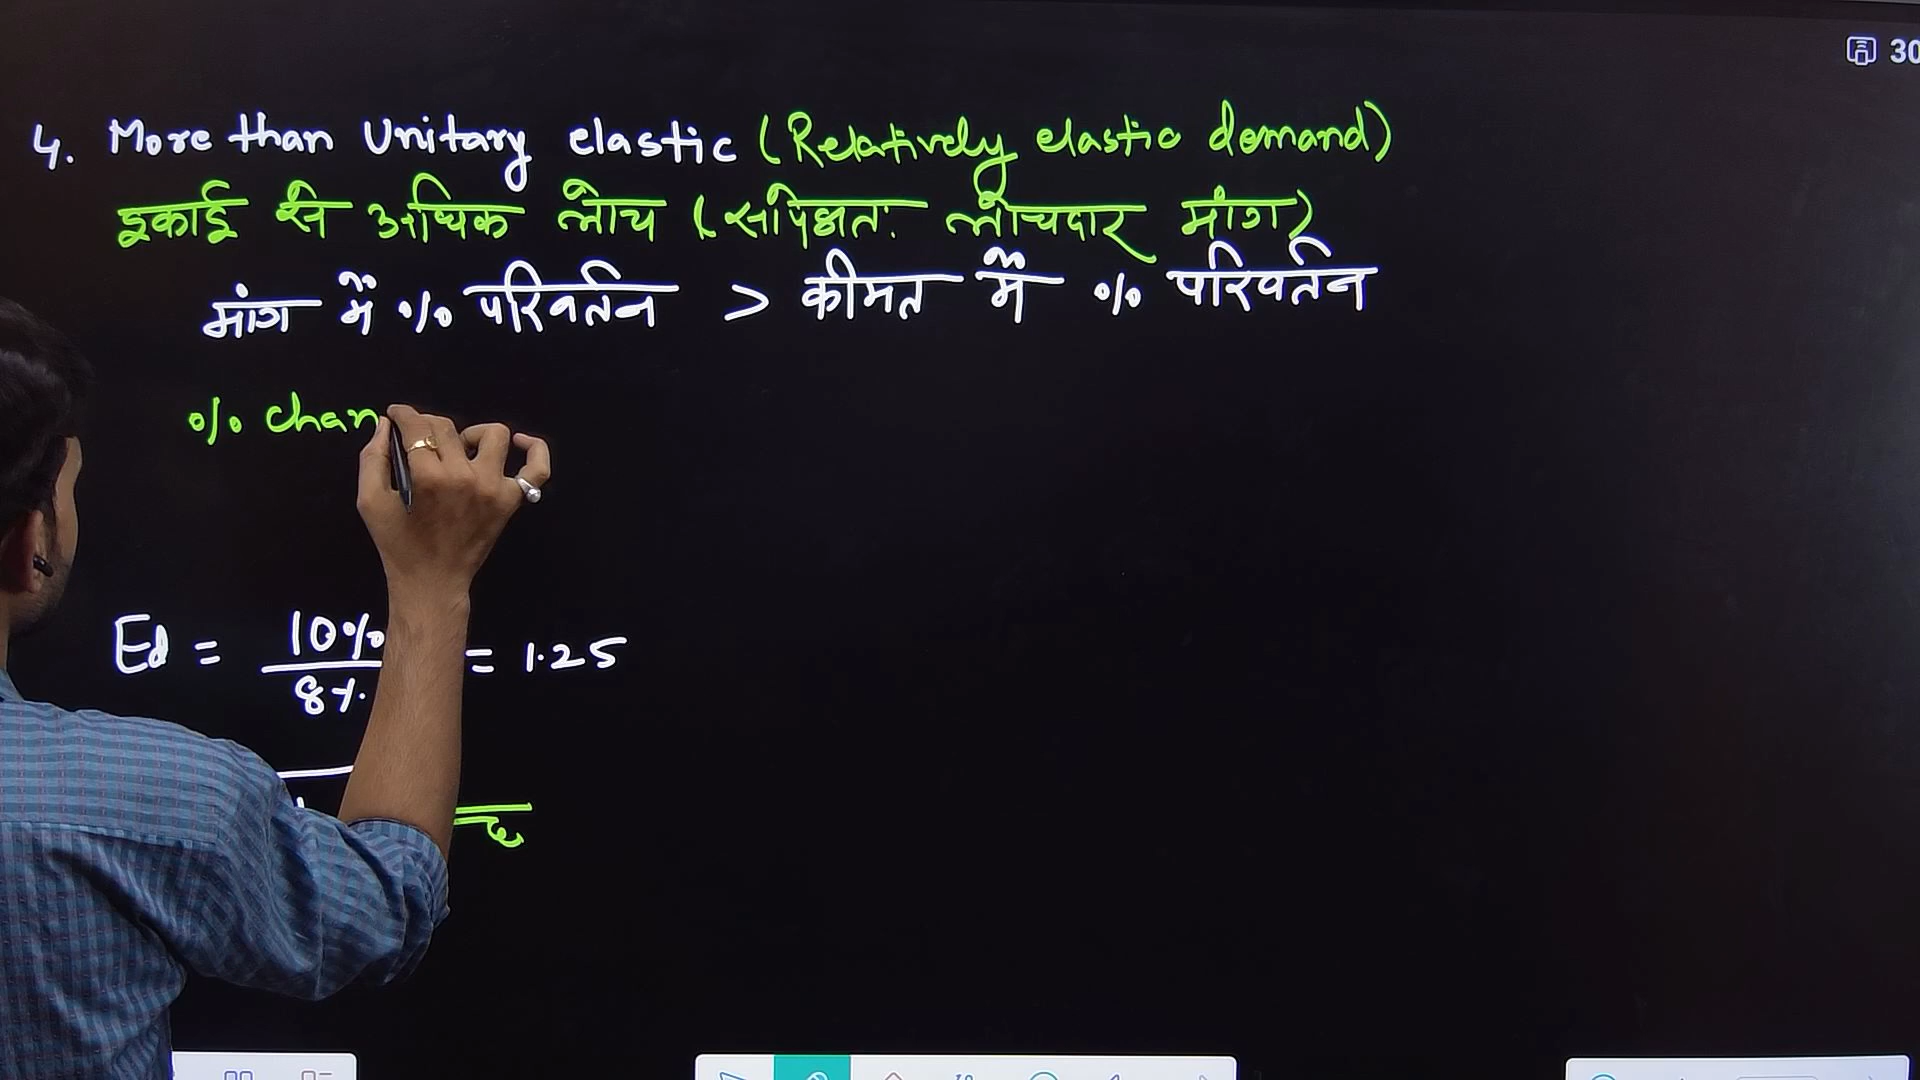 30
4. More than Unitary elastic (Relatively elastic demand)
इकाई से अधिक लोच (सापेक्षतः लोचदार मांग)
मांग में % परिवर्तन > कीमत में % परिवर्तन
% chan
Ed = 10% / 8% = 1.25